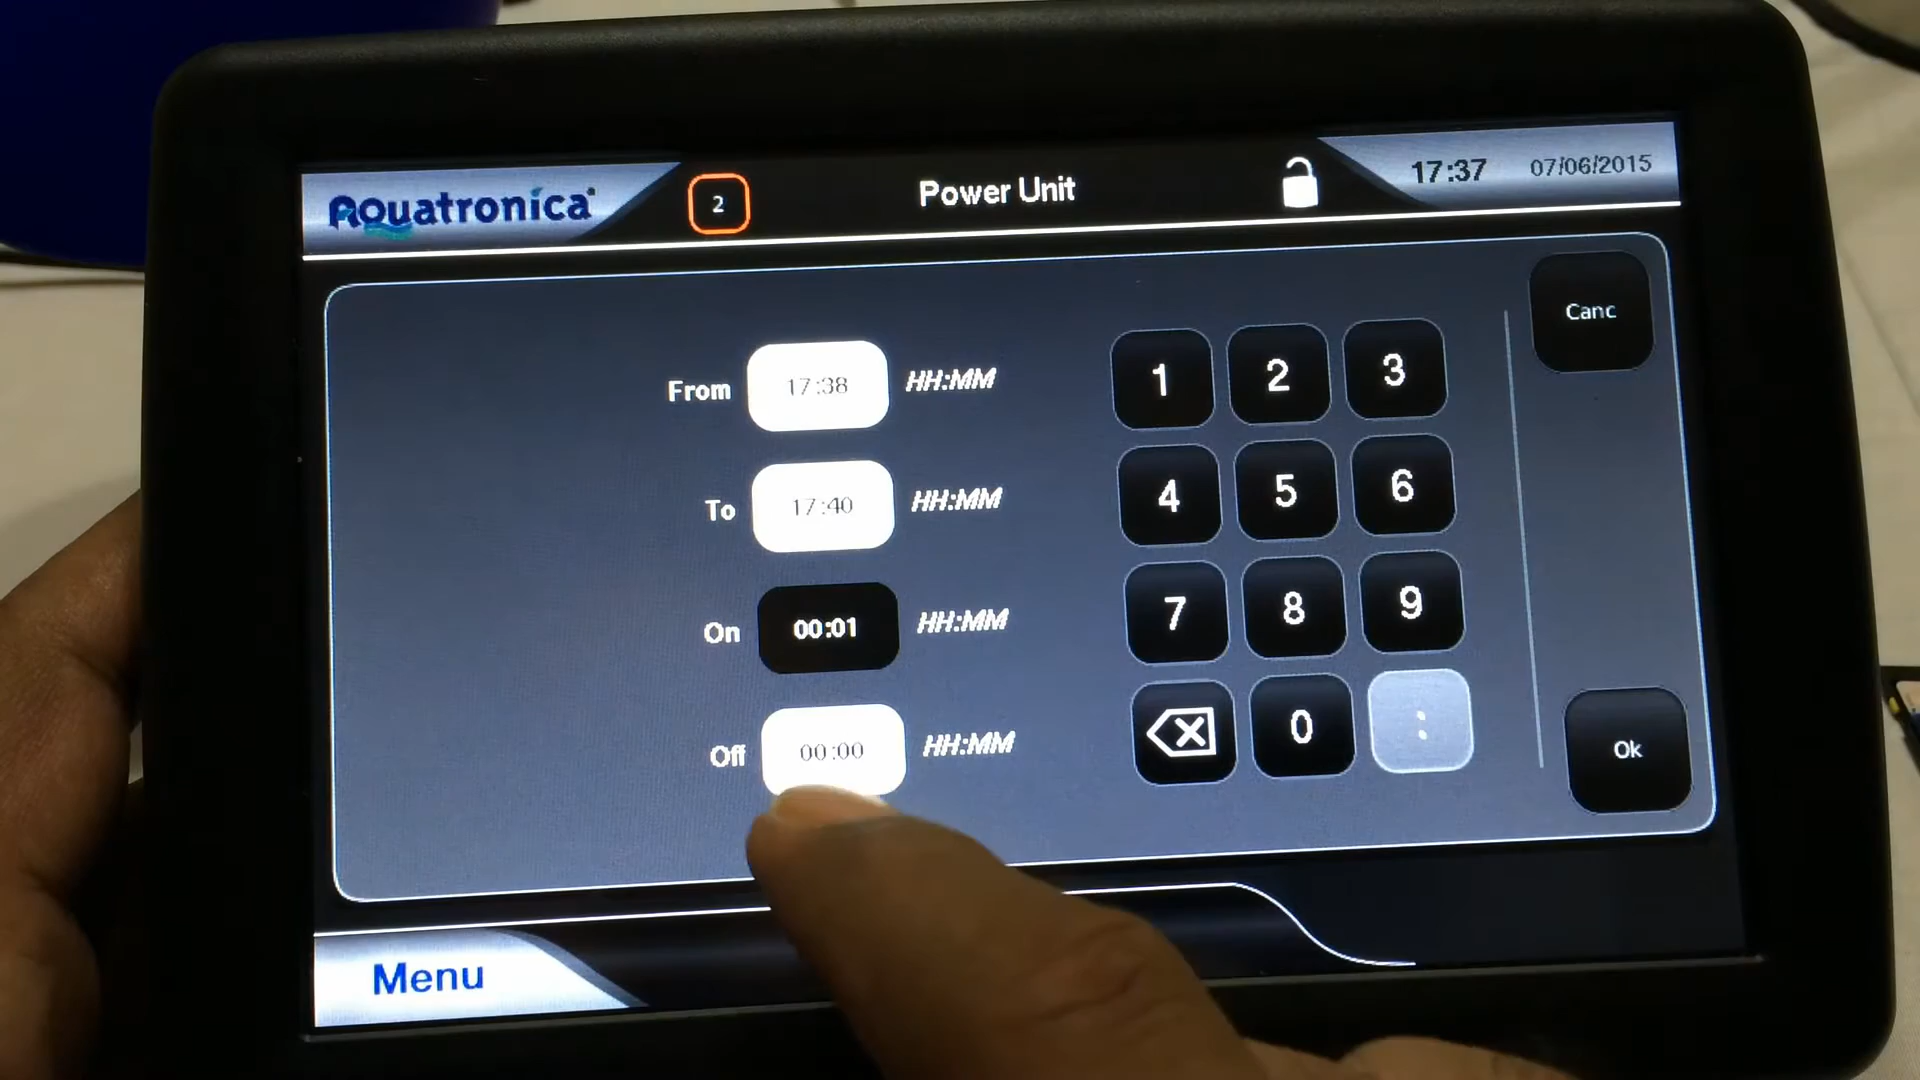 Aquatronica
2
Power Unit
17:37 07/06/2015
From 17:38 HH:MM
To 17:40 HH:MM
On 00:01 HH:MM
Off 00:00 HH:MM
1 2 3
4 5 6
7 8 9
0 :
Canc
Ok
Menu